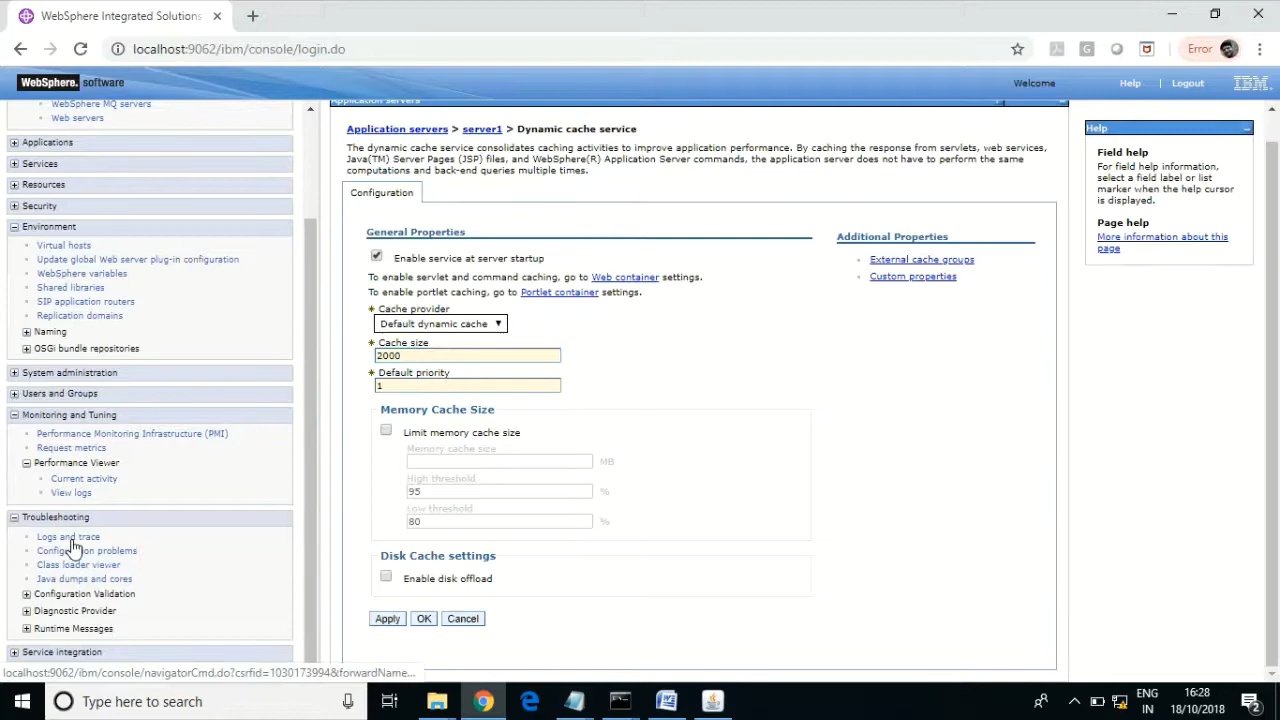 WebSphere Integrated Solutions
localhost:9062/ibm/console/login.do
Error
WebSphere. software
Welcome
Help
Logout
IBM
WebSphere MQ servers
Web servers
Applications
Services
Resources
Security
Environment
Virtual hosts
Update global Web server plug-in configuration
WebSphere variables
Shared libraries
SIP application routers
Replication domains
Naming
OSGi bundle repositories
System administration
Users and Groups
Monitoring and Tuning
Performance Monitoring Infrastructure (PMI)
Request metrics
Performance Viewer
Current activity
View logs
Troubleshooting
Logs and trace
Configuration problems
Class loader viewer
Java dumps and cores
Configuration Validation
Diagnostic Provider
Runtime Messages
Service integration
localhost:9062/ibm/console/navigatorCmd.do?csrfid=1030173994&forwardName...
Application servers
Application servers > server1 > Dynamic cache service
The dynamic cache service consolidates caching activities to improve application performance. By caching the response from servlets, web services,
Java(TM) Server Pages (JSP) files, and WebSphere(R) Application Server commands, the application server does not have to perform the same
computations and back-end queries multiple times.
Configuration
General Properties
Enable service at server startup
To enable servlet and command caching, go to Web container settings.
To enable portlet caching, go to Portlet container settings.
Cache provider
Default dynamic cache
Cache size
2000
Default priority
1
Memory Cache Size
Limit memory cache size
Memory cache size
MB
High threshold
95 %
Low threshold
80 %
Disk Cache settings
Enable disk offload
Apply OK Cancel
Additional Properties
External cache groups
Custom properties
Help
Field help
For field help information,
select a field label or list
marker when the help cursor
is displayed.
Page help
More information about this
page
Type here to search
ENG
IN
16:28
18/10/2018
2